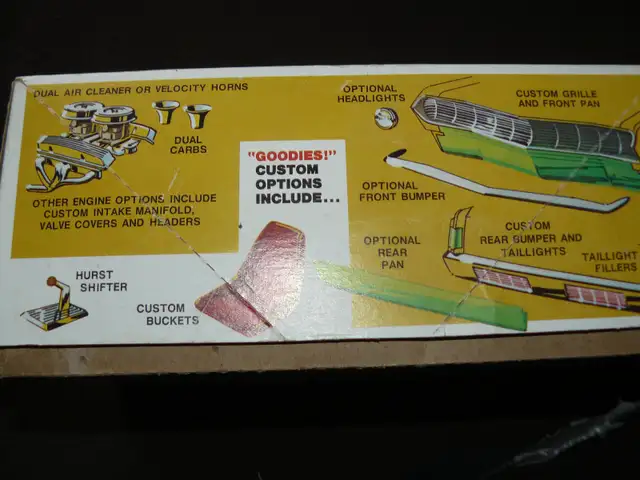 DUAL AIR CLEANER OR VELOCITY HORNS
DUAL
CARBS
OTHER ENGINE OPTIONS INCLUDE
CUSTOM INTAKE MANIFOLD,
VALVE COVERS AND HEADERS
HURST
SHIFTER
CUSTOM
BUCKETS
"GOODIES!"
CUSTOM
OPTIONS
INCLUDE...
OPTIONAL
HEADLIGHTS
CUSTOM GRILLE
AND FRONT PAN
OPTIONAL
FRONT BUMPER
OPTIONAL
REAR
PAN
CUSTOM
REAR BUMPER AND
TAILLIGHTS
TAILLIGHT
FILLERS